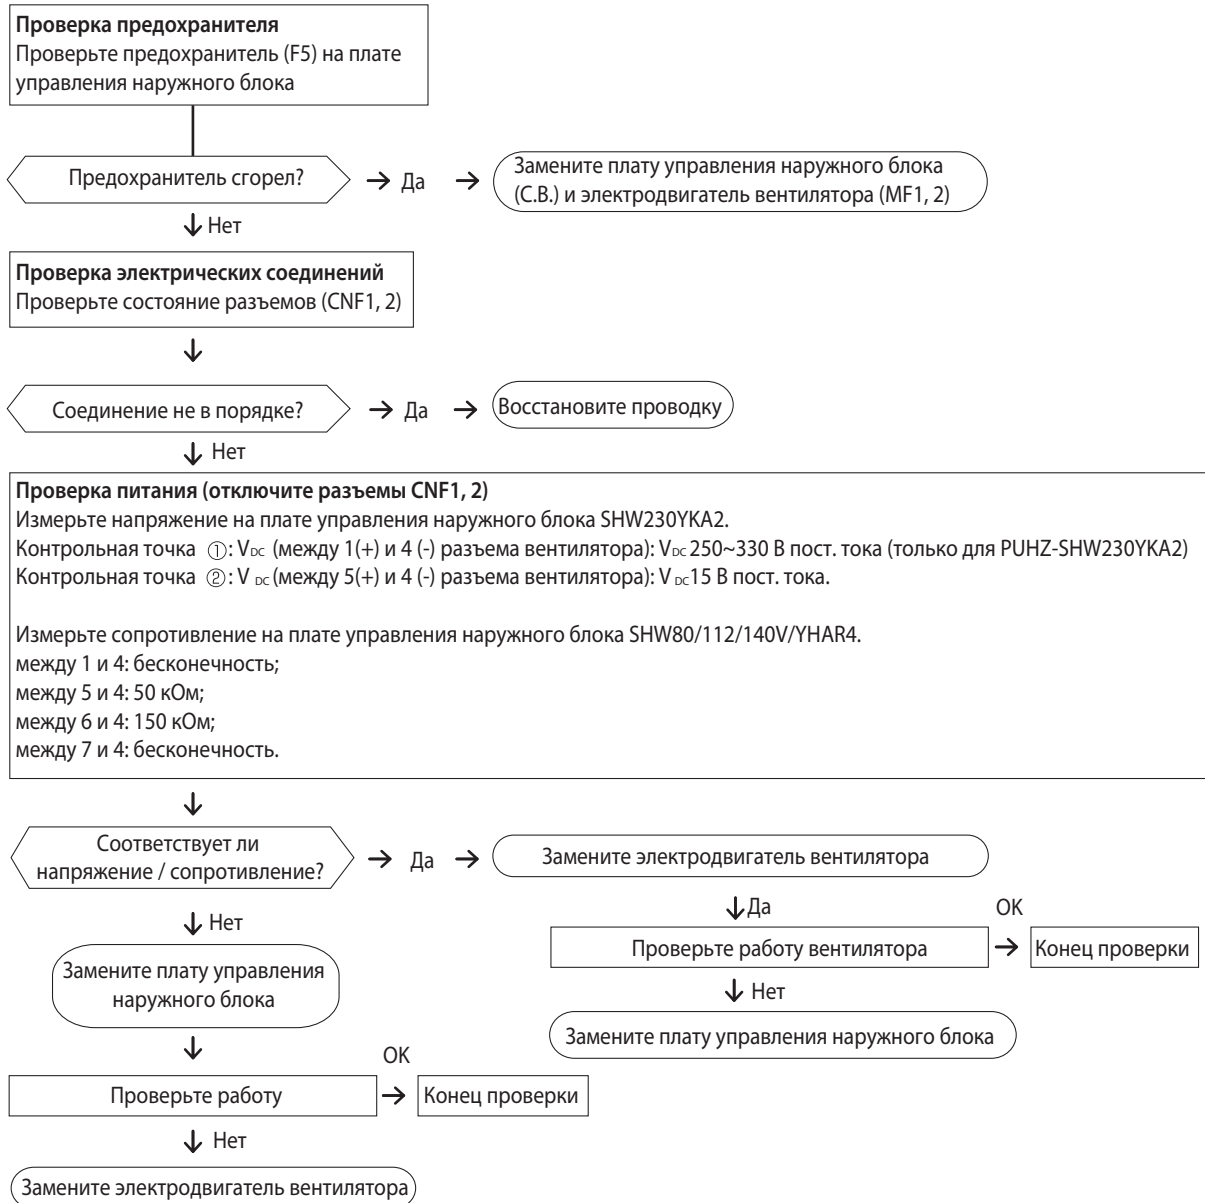 Проверка предохранителя
Проверьте предохранитель (F5) на плате
управления наружного блока
Предохранитель сгорел?
Да
Замените плату управления наружного блока
(C.B.) и электродвигатель вентилятора (MF1, 2)
Нет
Проверка электрических соединений
Проверьте состояние разъемов (CNF1, 2)
Соединение не в порядке?
Да
Восстановите проводку
Нет
Проверка питания (отключите разъемы CNF1, 2)
Измерьте напряжение на плате управления наружного блока SHW230YKA2.
Контрольная точка ①: VDC (между 1(+) и 4 (-) разъема вентилятора): VDC 250~330 В пост. тока (только для PUHZ-SHW230YKA2)
Контрольная точка ②: V DC (между 5(+) и 4 (-) разъема вентилятора): V DC15 В пост. тока.
Измерьте сопротивление на плате управления наружного блока SHW80/112/140V/YHAR4.
между 1 и 4: бесконечность;
между 5 и 4: 50 кОм;
между 6 и 4: 150 кОм;
между 7 и 4: бесконечность.
Соответствует ли
напряжение / сопротивление?
Да
Замените электродвигатель вентилятора
Да
OK
Проверьте работу вентилятора
Конец проверки
Нет
Замените плату управления наружного блока
Нет
Замените плату управления
наружного блока
OK
Проверьте работу
Конец проверки
Нет
Замените электродвигатель вентилятора